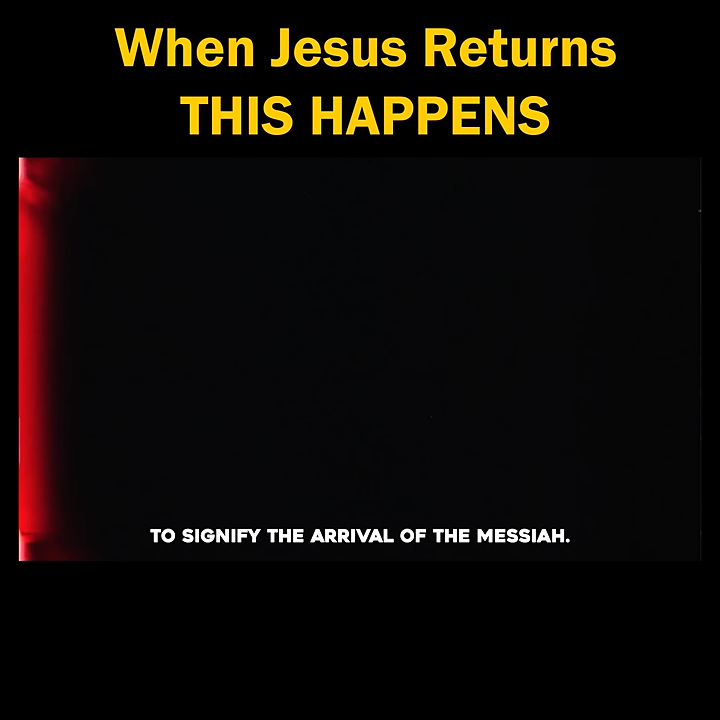 When Jesus Returns
THIS HAPPENS
TO SIGNIFY THE ARRIVAL OF THE MESSIAH.